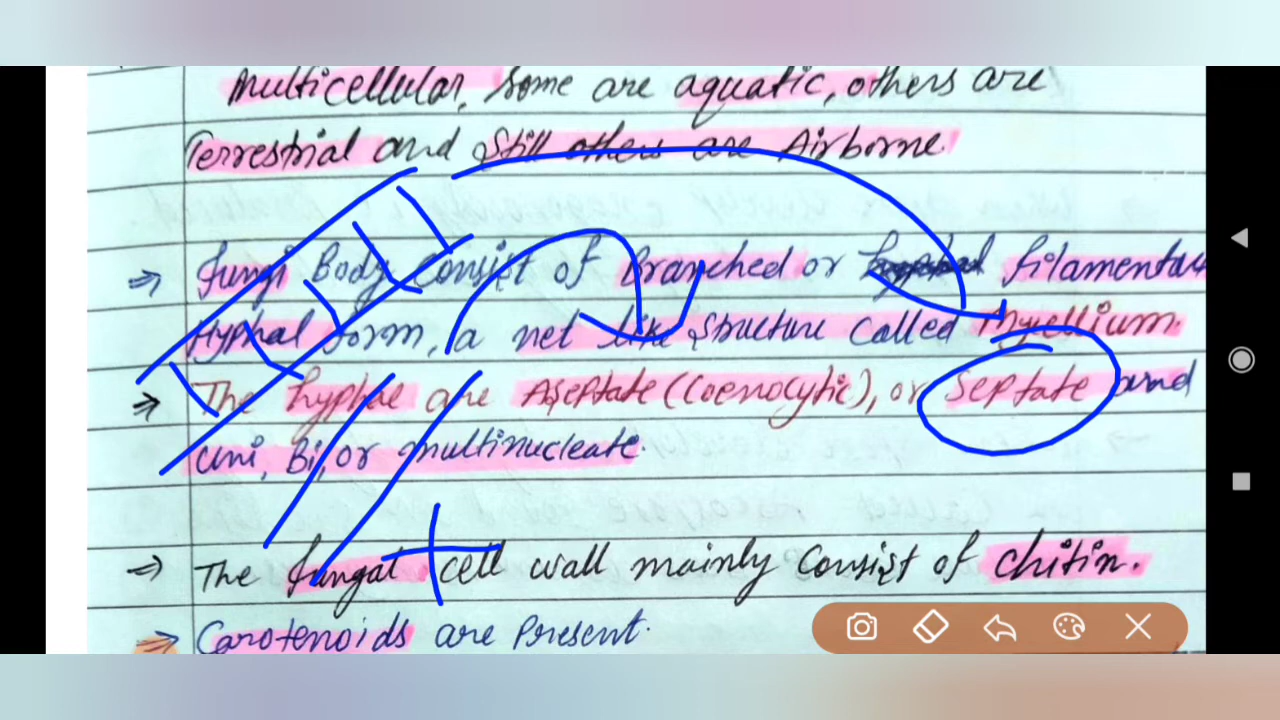 Multicellular, Some are aquatic, others are
Terrestrial and Still others are Airborne.
⇒ fungi Body Consist of Branched or filamentous
Hyphal form, a net like structure called Mycellium.
⇒ The hyphae are Aseptate (Coenocytic), or Septate and
Uni, Bi, or multinucleate.
⇒ The fungal cell wall mainly Consist of Chitin.
⇒ Carotenoids are Present.